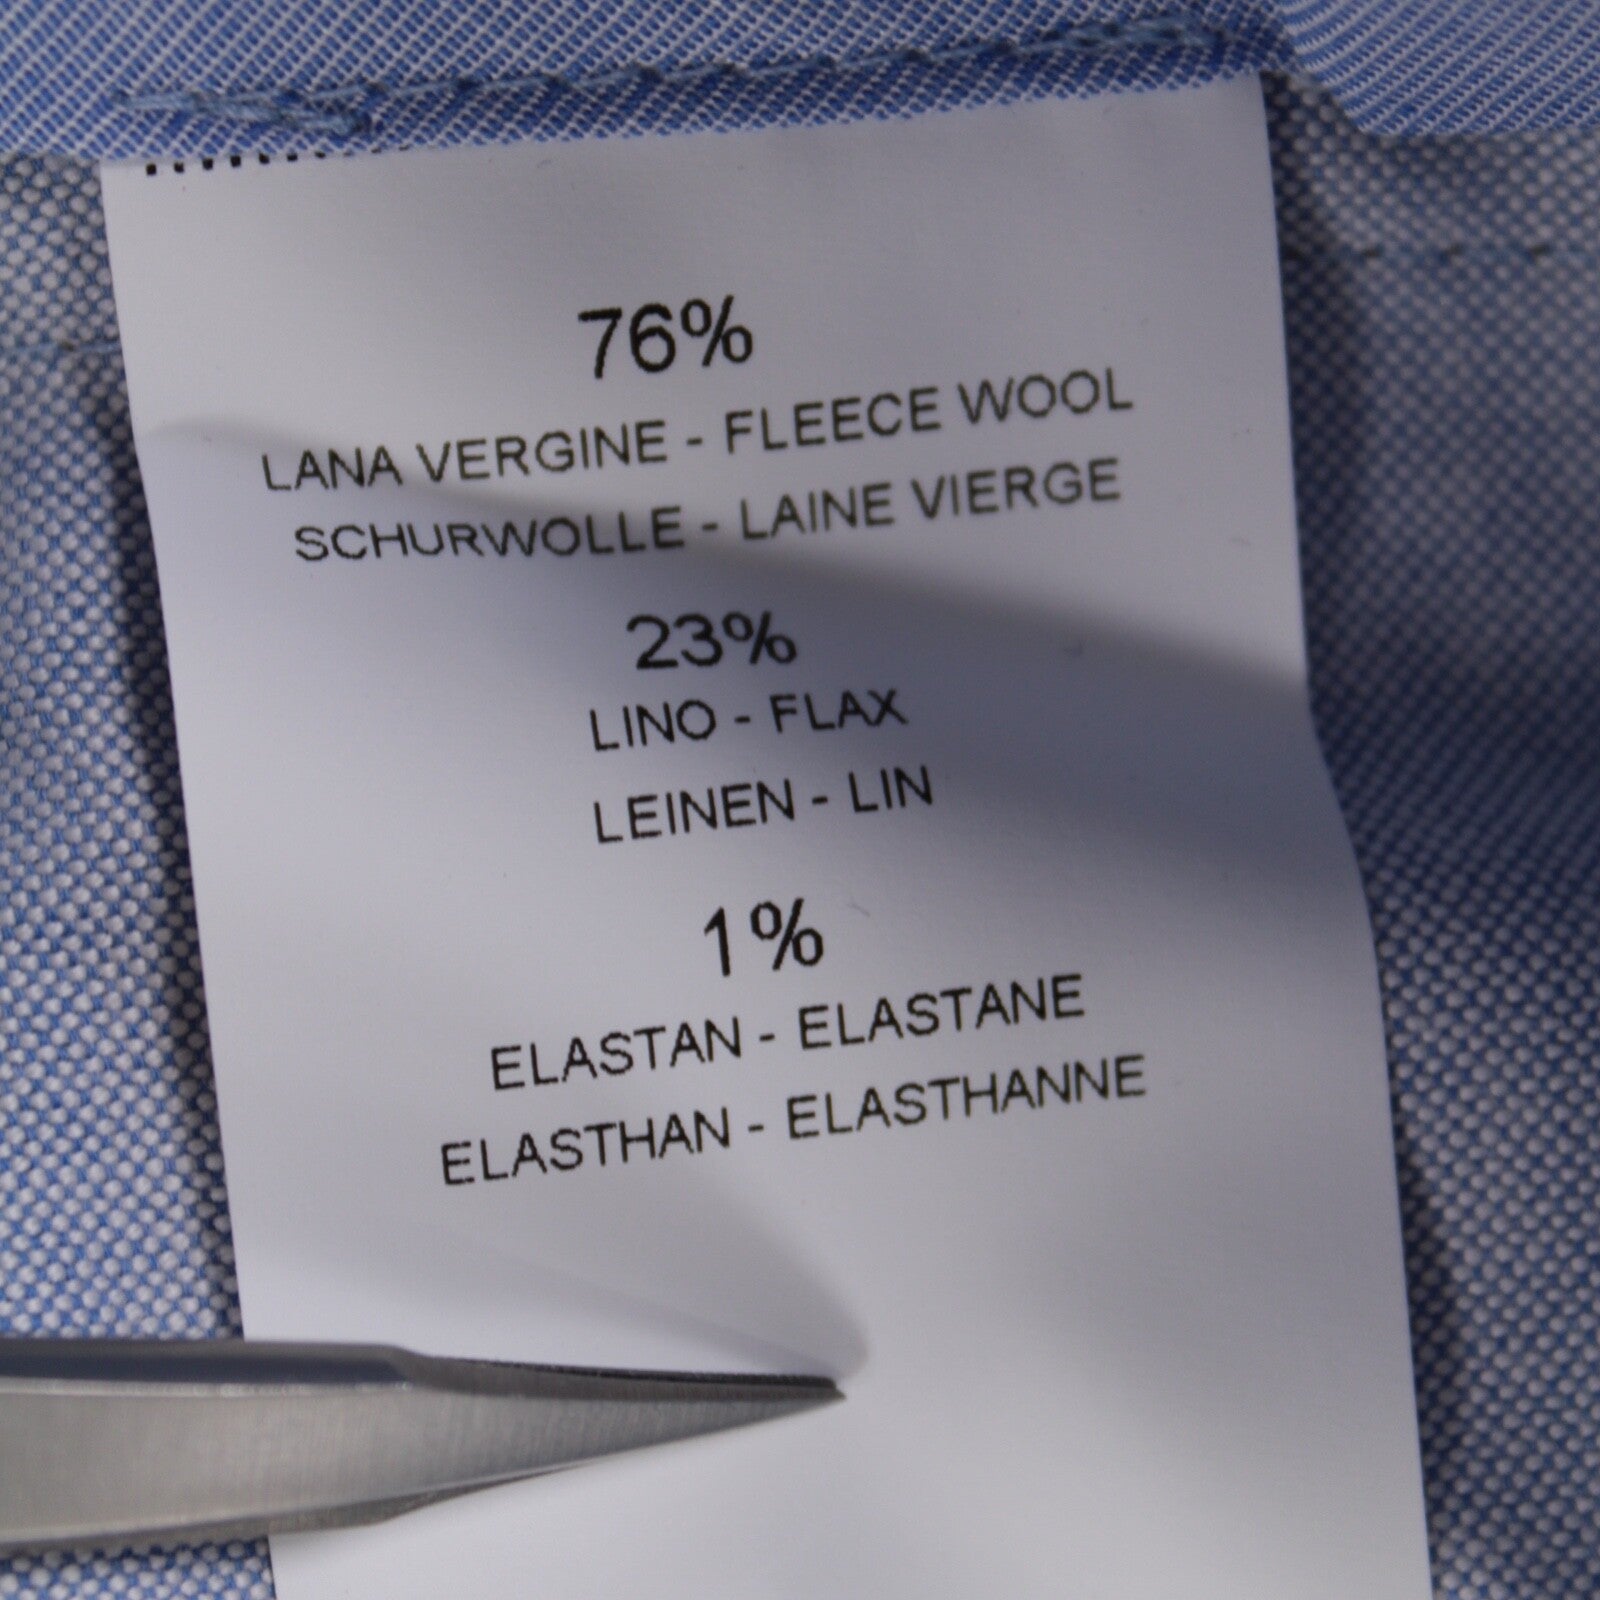 76%
LANA VERGINE - FLEECE WOOL
SCHURWOLLE - LAINE VIERGE
23%
LINO - FLAX
LEINEN - LIN
1%
ELASTAN - ELASTANE
ELASTHAN - ELASTHANNE